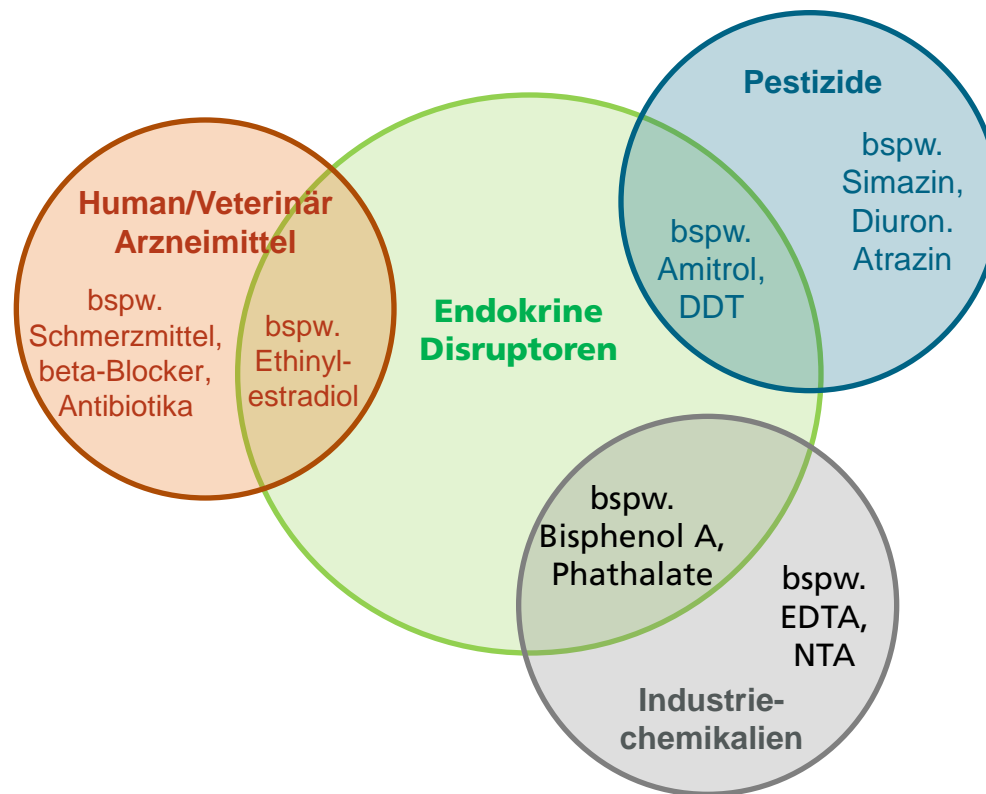 Pestizide
bspw.
Simazin,
Diuron.
Atrazin
bspw.
Amitrol,
DDT
Human/Veterinär
Arzneimittel
bspw.
Schmerzmittel,
beta-Blocker,
Antibiotika
bspw.
Ethinyl-
estradiol
Endokrine
Disruptoren
bspw.
Bisphenol A,
Phathalate
bspw.
EDTA,
NTA
Industrie-
chemikalien